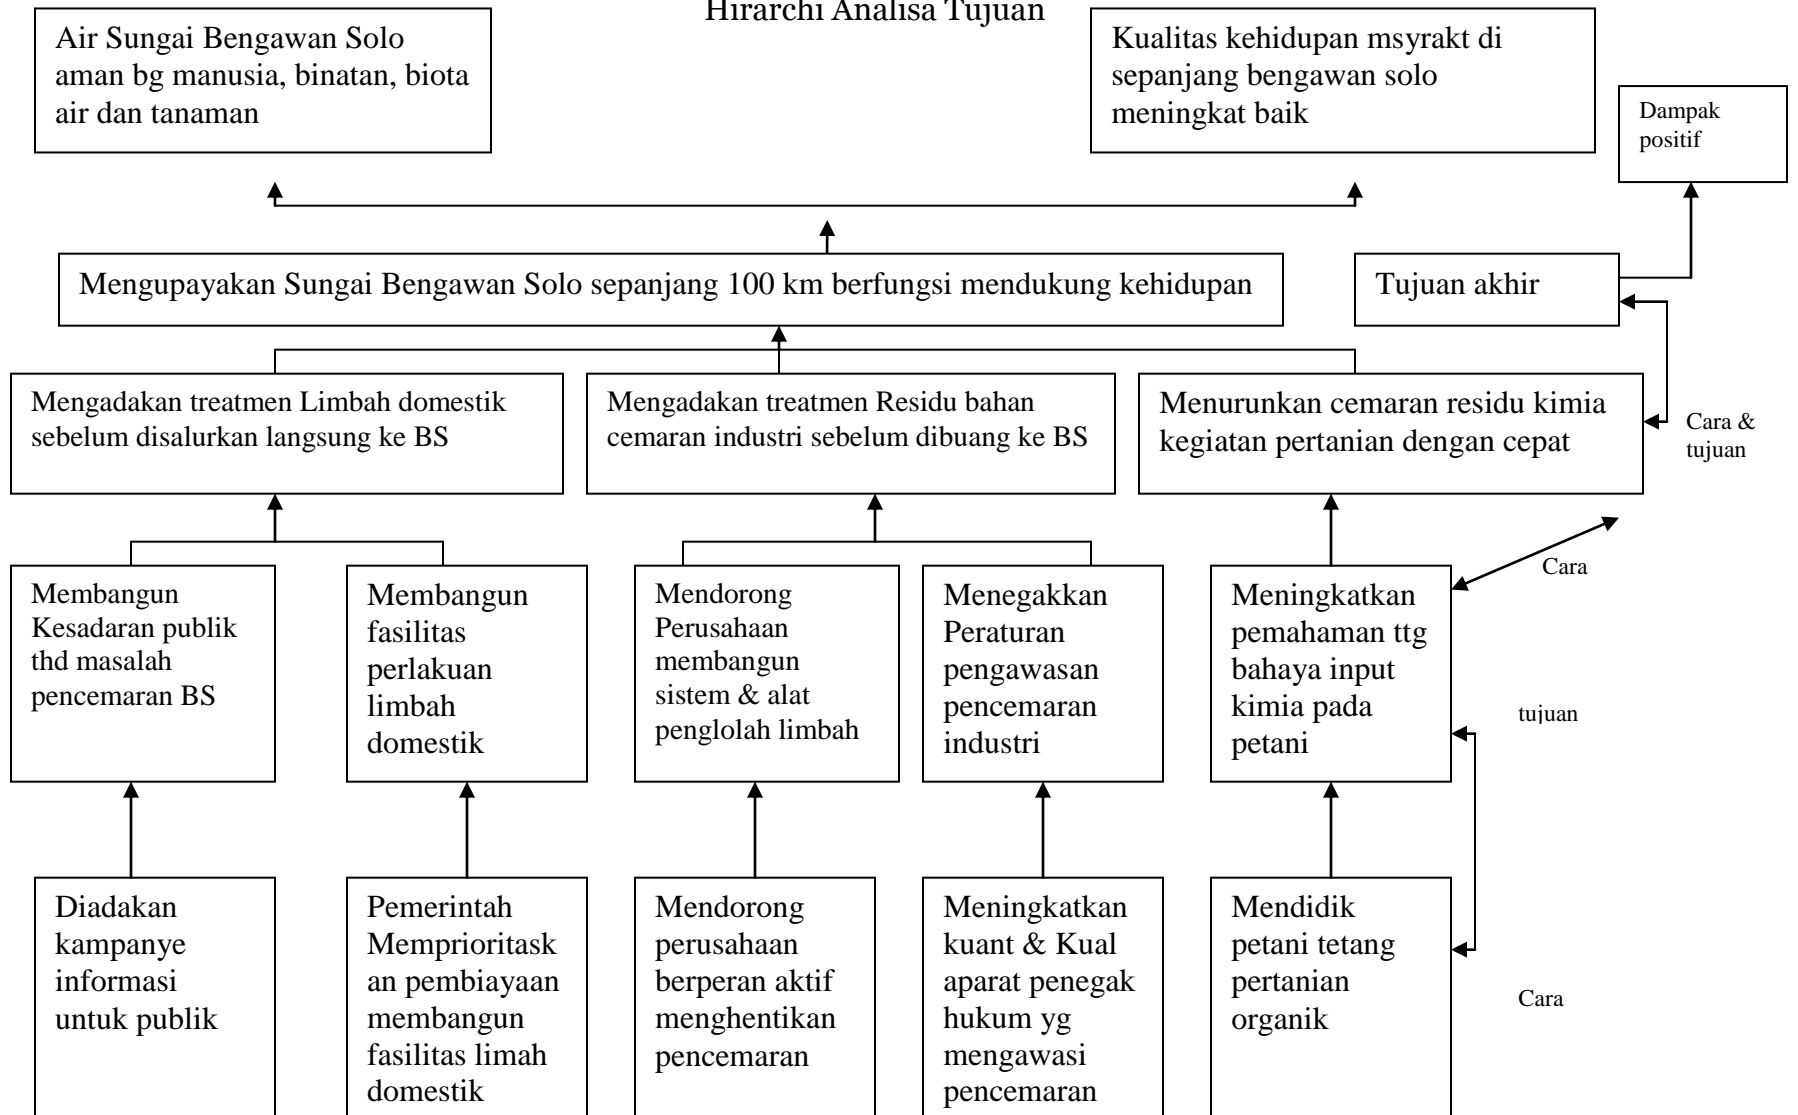 Hirarchi Analisa Tujuan
Air Sungai Bengawan Solo
aman bg manusia, binatan, biota
air dan tanaman
Kualitas kehidupan msyrakt di
sepanjang bengawan solo
meningkat baik
Dampak
positif
Mengupayakan Sungai Bengawan Solo sepanjang 100 km berfungsi mendukung kehidupan
Tujuan akhir
Mengadakan treatmen Limbah domestik
sebelum disalurkan langsung ke BS
Mengadakan treatmen Residu bahan
cemaran industri sebelum dibuang ke BS
Menurunkan cemaran residu kimia
kegiatan pertanian dengan cepat
Cara &
tujuan
Membangun
Kesadaran publik
thd masalah
pencemaran BS
Membangun
fasilitas
perlakuan
limbah
domestik
Mendorong
Perusahaan
membangun
sistem & alat
penglolah limbah
Menegakkan
Peraturan
pengawasan
pencemaran
industri
Meningkatkan
pemahaman ttg
bahaya input
kimia pada
petani
Cara
tujuan
Diadakan
kampanye
informasi
untuk publik
Pemerintah
Memprioritask
an pembiayaan
membangun
fasilitas limah
domestik
Mendorong
perusahaan
berperan aktif
menghentikan
pencemaran
Meningkatkan
kuant & Kual
aparat penegak
hukum yg
mengawasi
pencemaran
Mendidik
petani tetang
pertanian
organik
Cara